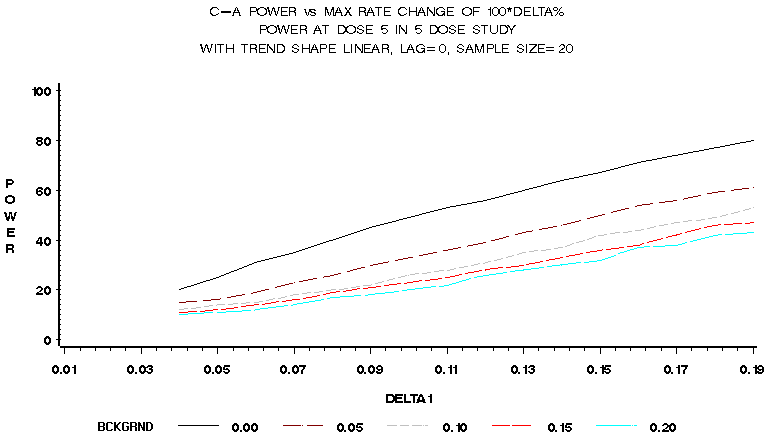 C-A POWER vs MAX RATE CHANGE OF 100*DELTA%
POWER AT DOSE 5 IN 5 DOSE STUDY
WITH TREND SHAPE LINEAR, LAG=0, SAMPLE SIZE=20
100
80
60
40
20
0
POWER
0.01 0.03 0.05 0.07 0.09 0.11 0.13 0.15 0.17 0.19
DELTA1
BCKGRND 0.00 0.05 0.10 0.15 0.20